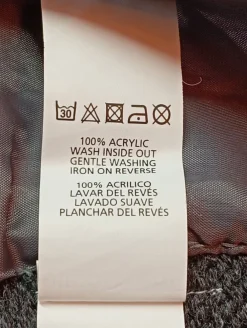 30
100% ACRYLIC
WASH INSIDE OUT
GENTLE WASHING
IRON ON REVERSE
100% ACRILICO
LAVAR DEL REVÉS
LAVADO SUAVE
PLANCHAR DEL REVÉS